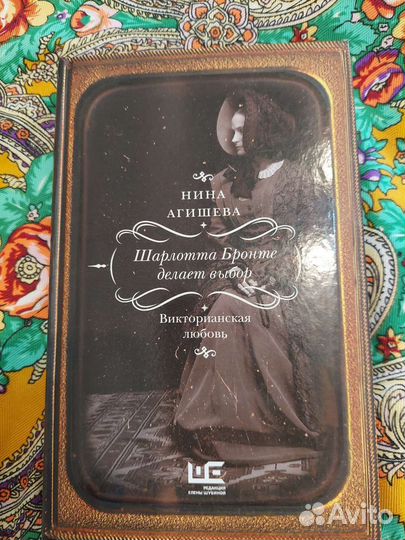 НИНА
АГИШЕВА
Шарлотта Бронте
делает выбор
Викторианская
любовь
РЕДАКЦИЯ
ЕЛЕНЫ ШУБИНОЙ
Avito